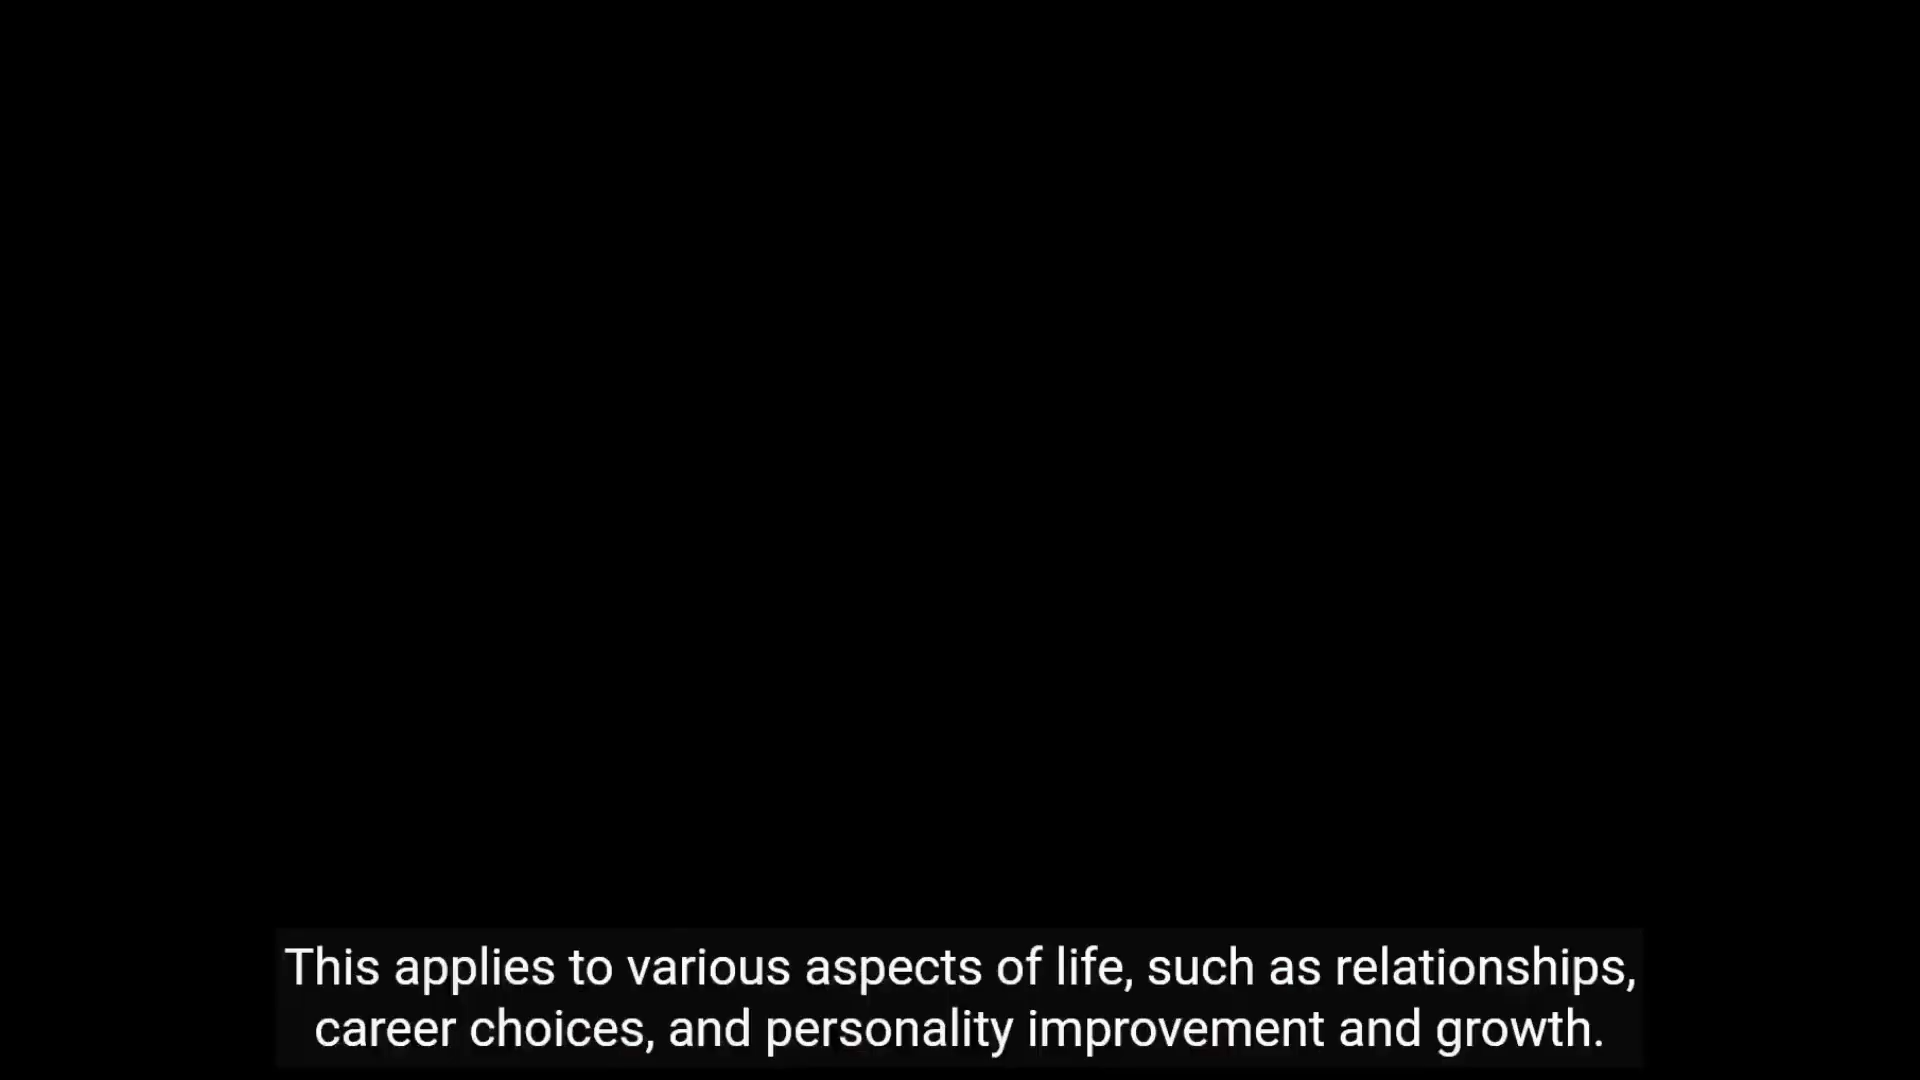 This applies to various aspects of life, such as relationships,
career choices, and personality improvement and growth.